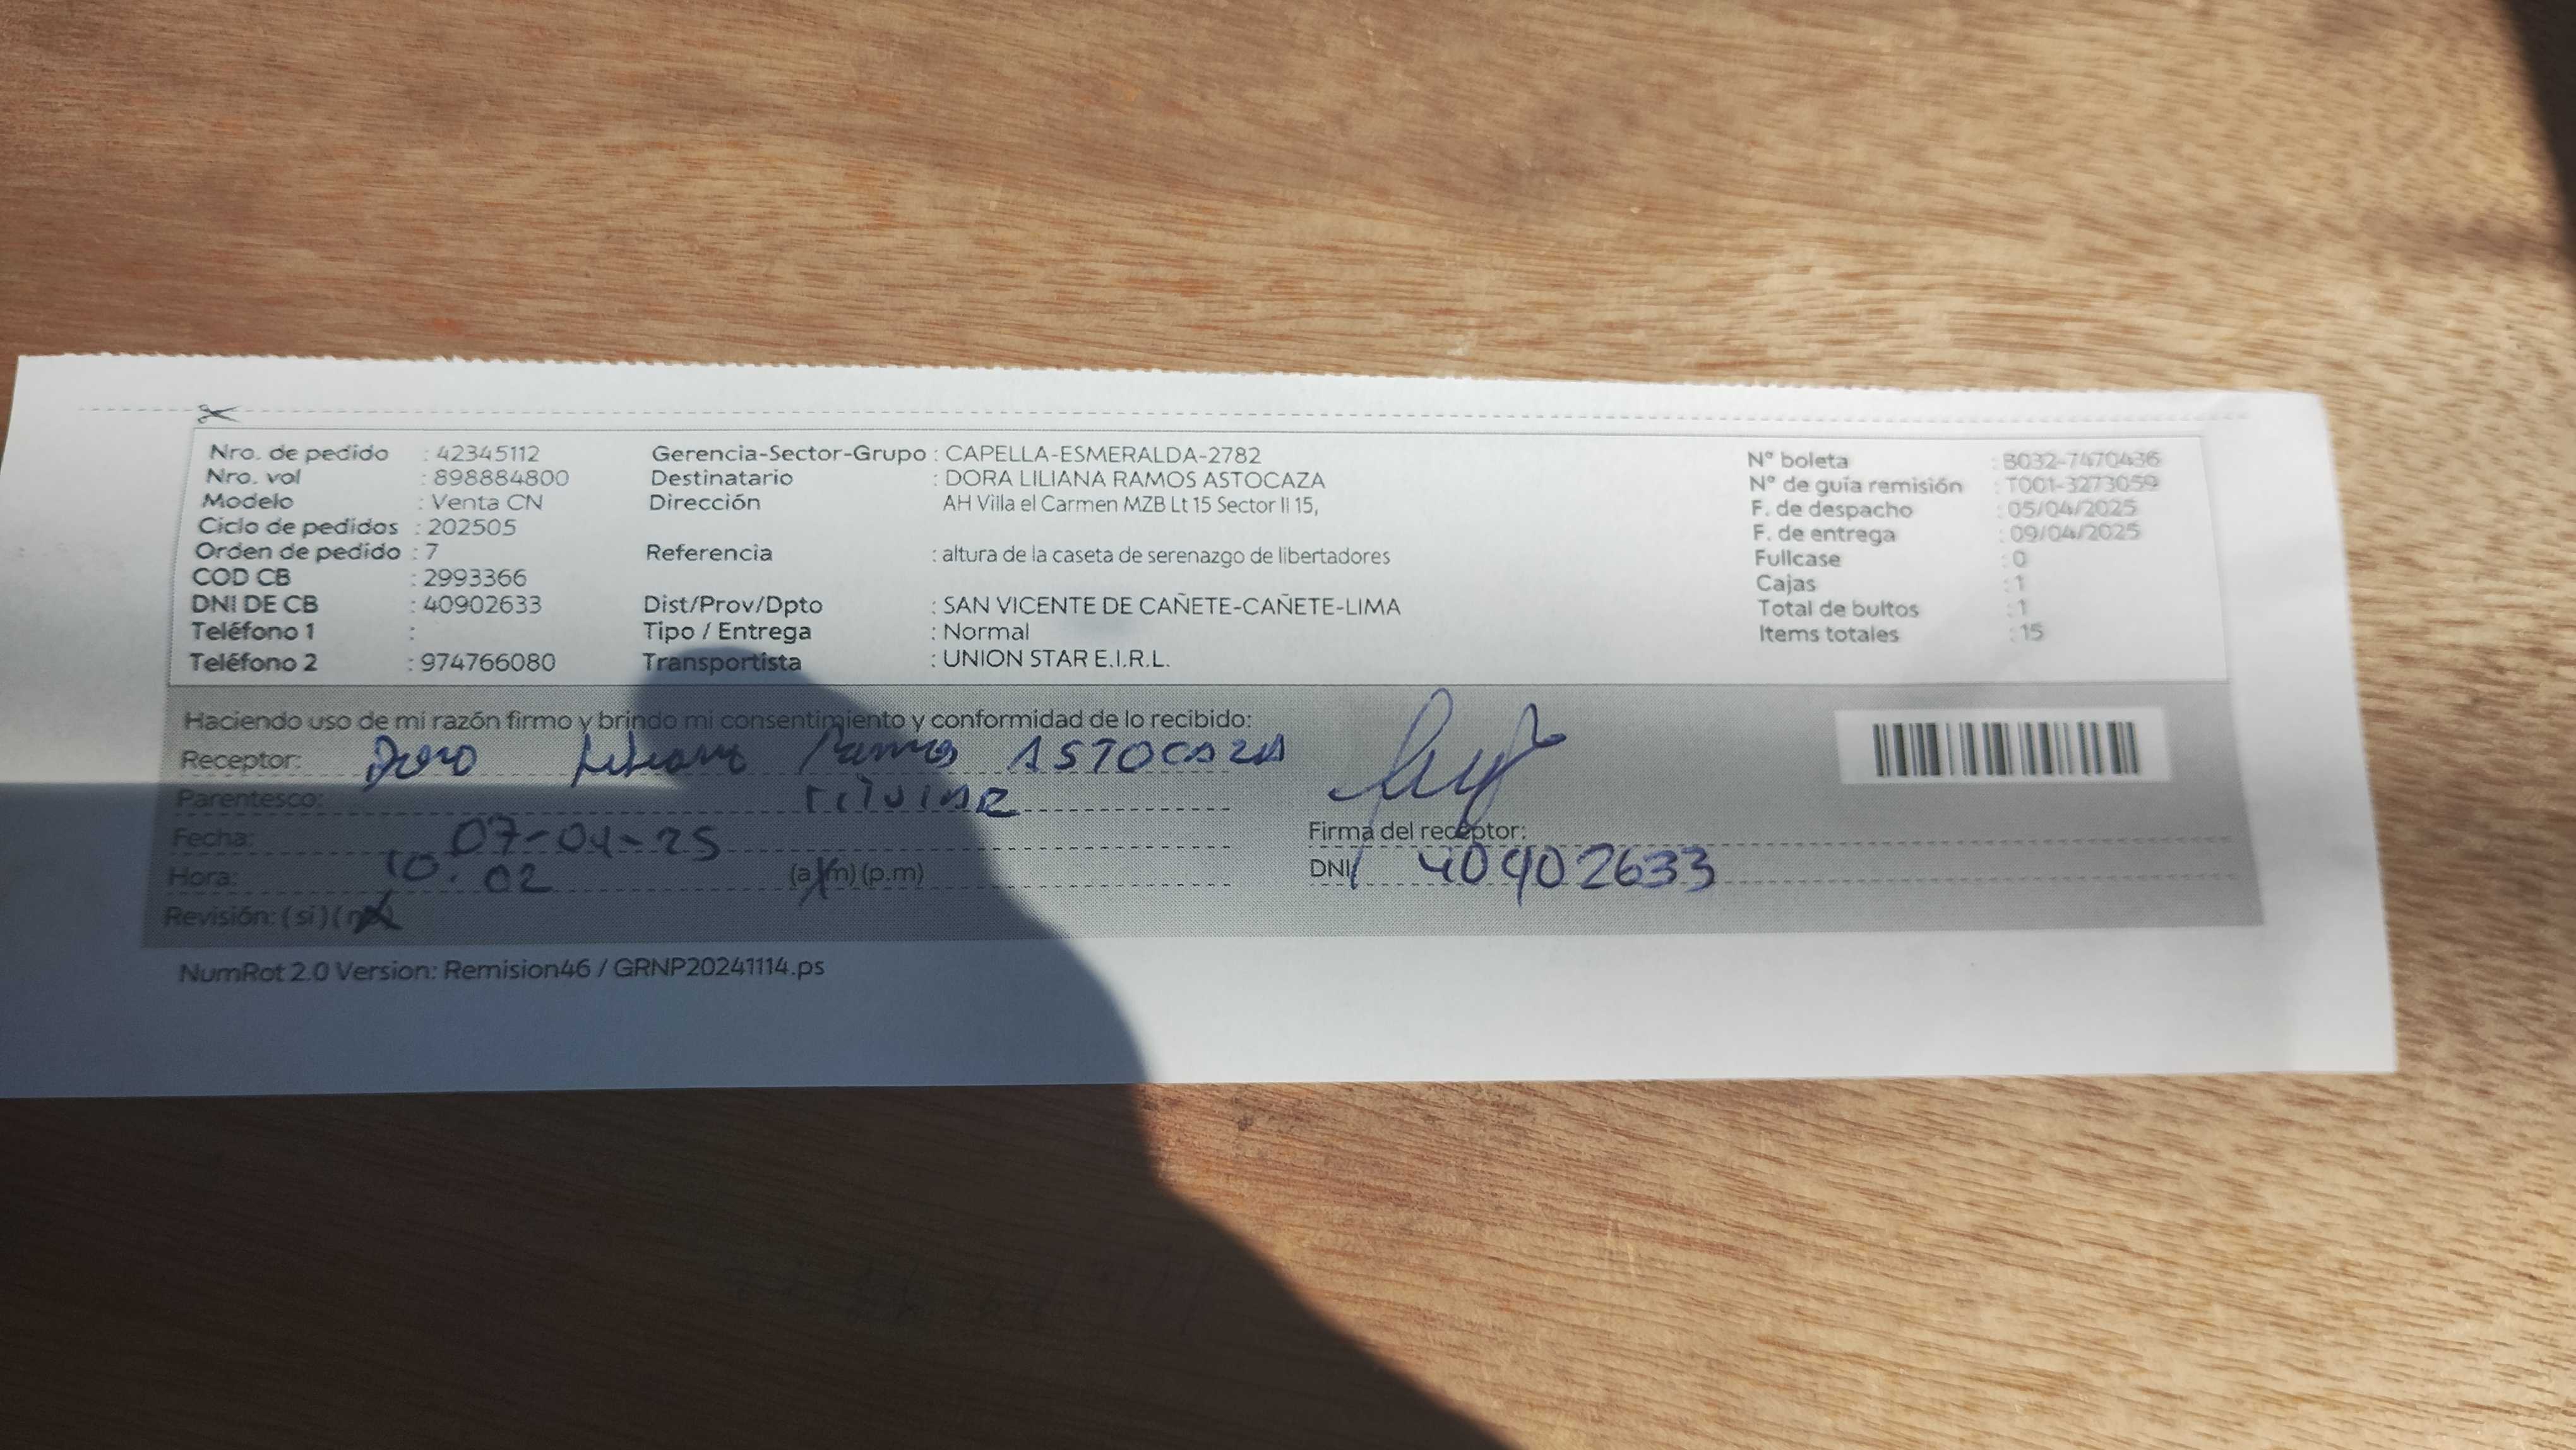 Nro. de pedido : 42345112
Nro. vol : 898884800
Modelo : Venta CN
Ciclo de pedidos : 202505
Orden de pedido : 7
COD CB : 2993366
DNI DE CB : 40902633
Teléfono 1 :
Teléfono 2 : 974766080
Gerencia-Sector-Grupo : CAPELLA-ESMERALDA-2782
Destinatario : DORA LILIANA RAMOS ASTOCAZA
Dirección AH Villa el Carmen MZB Lt 15 Sector Ii 15,
Referencia : altura de la caseta de serenazgo de libertadores
Dist/Prov/Dpto : SAN VICENTE DE CAÑETE-CAÑETE-LIMA
Tipo / Entrega : Normal
Transportista : UNION STAR E.I.R.L.
N° boleta : B032-7470436
N° de guía remisión : T001-3273059
F. de despacho : 05/04/2025
F. de entrega : 09/04/2025
Fullcase : 0
Cajas : 1
Total de bultos : 1
Items totales : 15
Haciendo uso de mi razón firmo y brindo mi consentimiento y conformidad de lo recibido:
Receptor: Dora Liliana Ramos ASTOCAZA
Parentesco: TITULAR
Fecha: 07-04-25
Hora: 10:02 (a.m) (p.m)
Revisión: (si) (no)
Firma del receptor:
DNI 40902633
NumRot 2.0 Version: Remision46 / GRNP20241114.ps